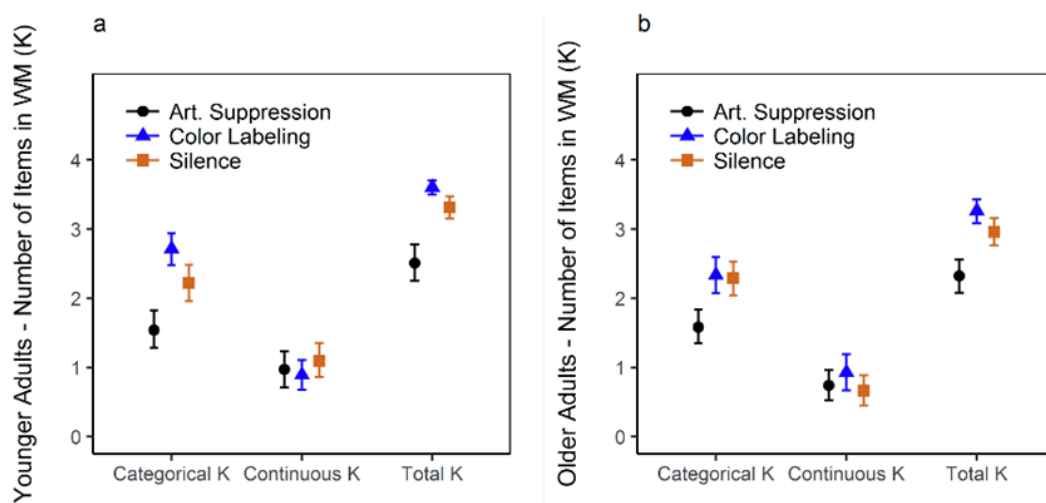 a
Younger Adults - Number of Items in WM (K)
Art. Suppression
Color Labeling
Silence
4
3
2
1
0
Categorical K Continuous K Total K
b
Older Adults - Number of Items in WM (K)
Art. Suppression
Color Labeling
Silence
4
3
2
1
0
Categorical K Continuous K Total K